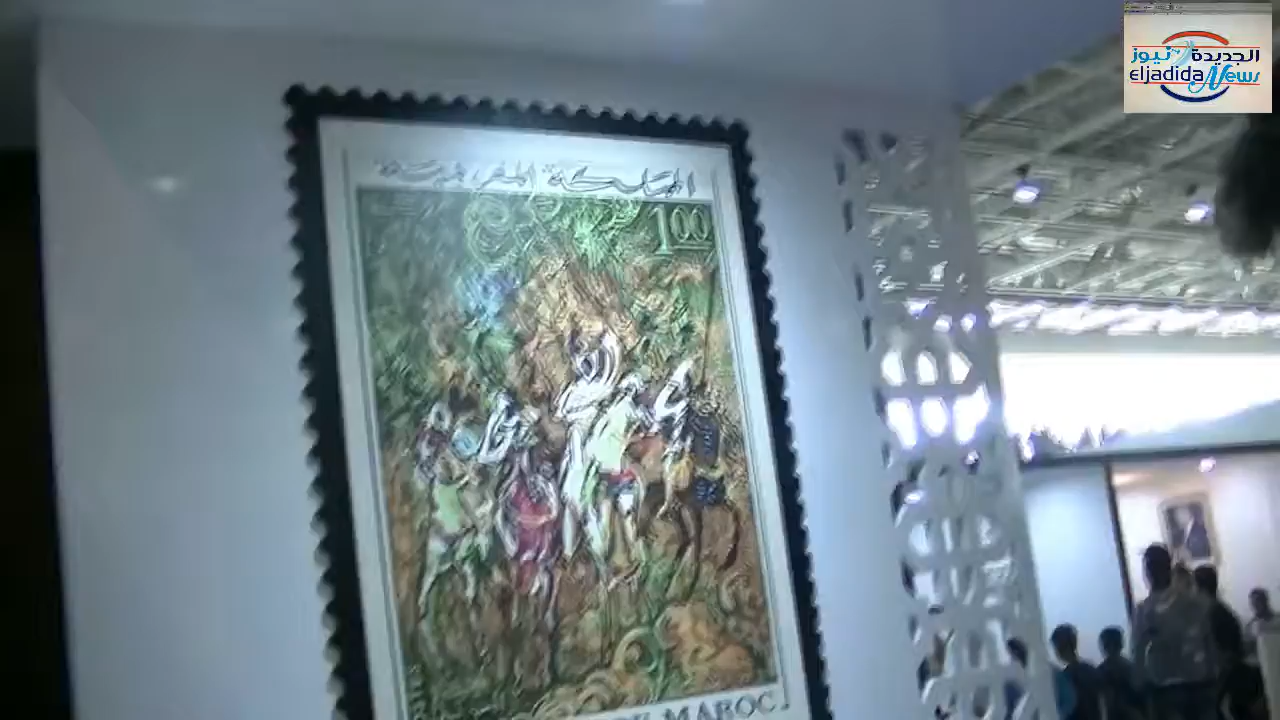 الجديدة نيوز
eljadida News
المملكة المغربية
1.00
MAROC